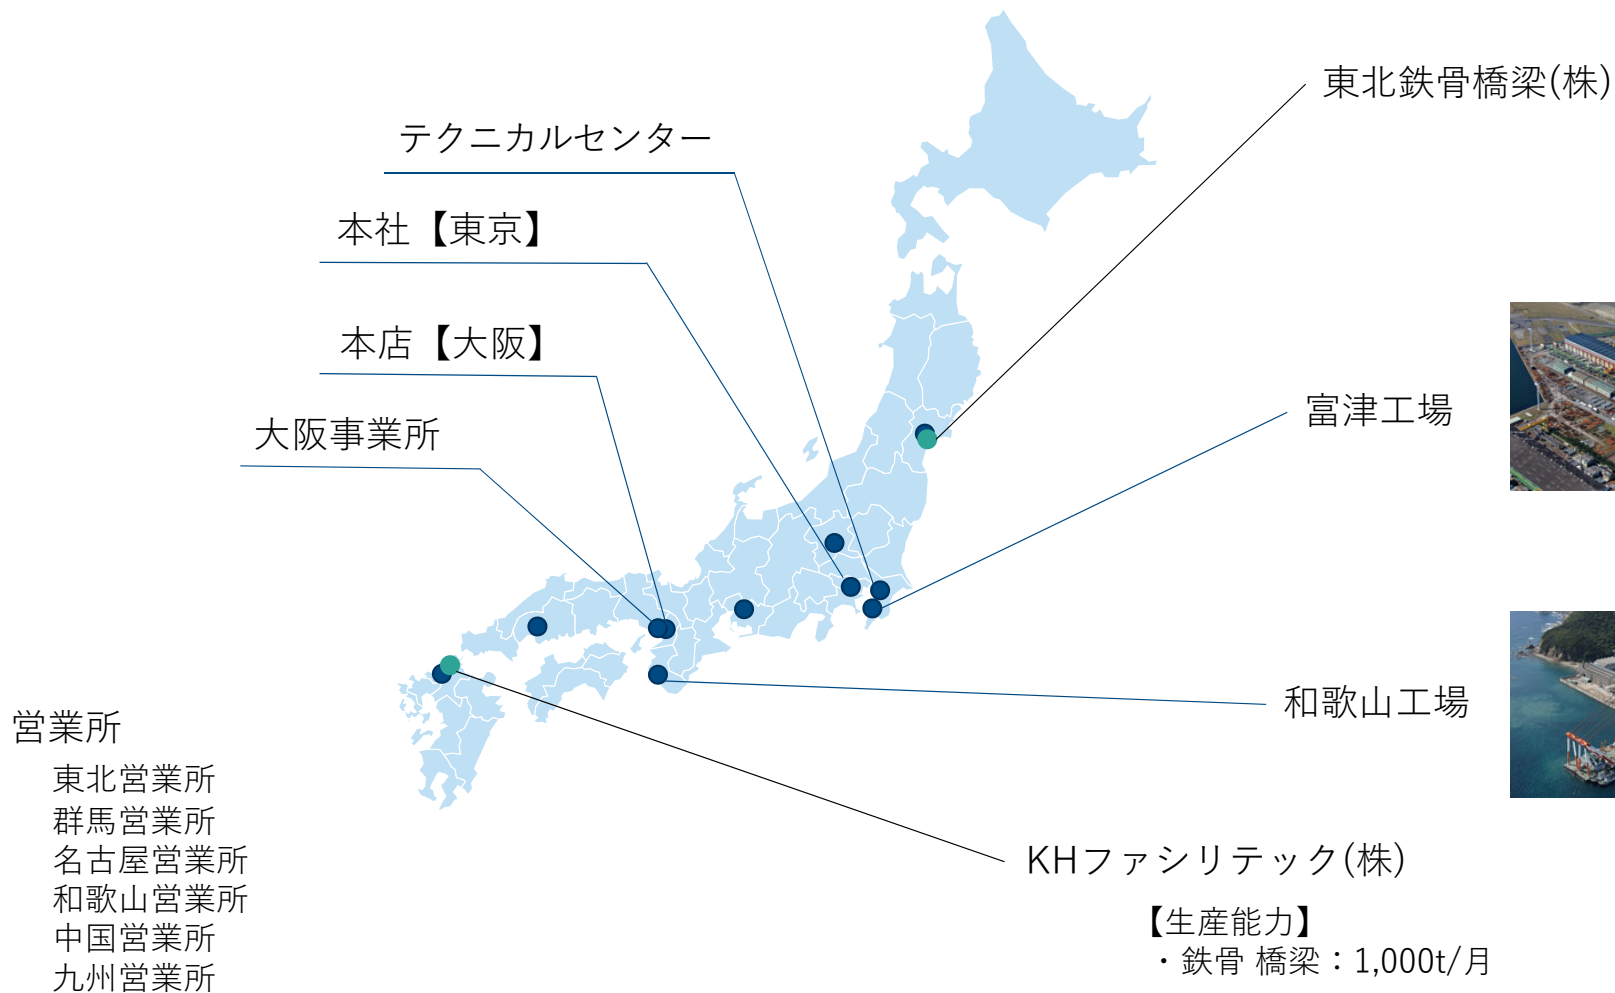 東北鉄骨橋梁(株)
テクニカルセンター
本社【東京】
本店【大阪】
大阪事業所
富津工場
和歌山工場
営業所
東北営業所
群馬営業所
名古屋営業所
和歌山営業所
中国営業所
九州営業所
KHファシリテック(株)
【生産能力】
・鉄骨 橋梁：1,000t/月